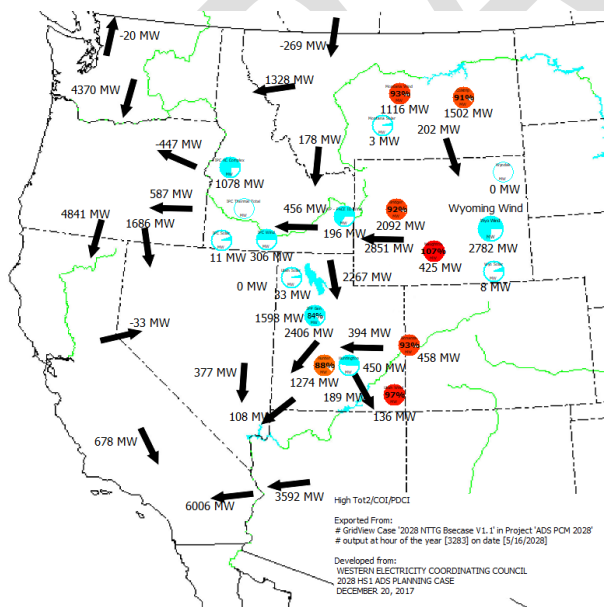 -20 MW
-269 MW
4370 MW
1328 MW
93%
1116 MW
91%
1502 MW
3 MW
202 MW
-447 MW
178 MW
1078 MW
0 MW
587 MW
456 MW
92%
2092 MW
Wyoming Wind
4841 MW
1686 MW
196 MW
2851 MW
107%
425 MW
2782 MW
11 MW
306 MW
8 MW
0 MW
33 MW
2267 MW
1598 MW
84%
2406 MW
394 MW
93%
458 MW
-33 MW
377 MW
88%
1274 MW
450 MW
189 MW
97%
136 MW
108 MW
678 MW
6006 MW
3592 MW
High Tot2/COI/PDCI
Exported From:
# GridView Case '2028 NTTG Bsecase V1.1' in Project 'ADS PCM 2028'
# output at hour of the year [3283] on date [5/16/2028]
Developed from:
WESTERN ELECTRICITY COORDINATING COUNCIL
2028 HS1 ADS PLANNING CASE
DECEMBER 20, 2017